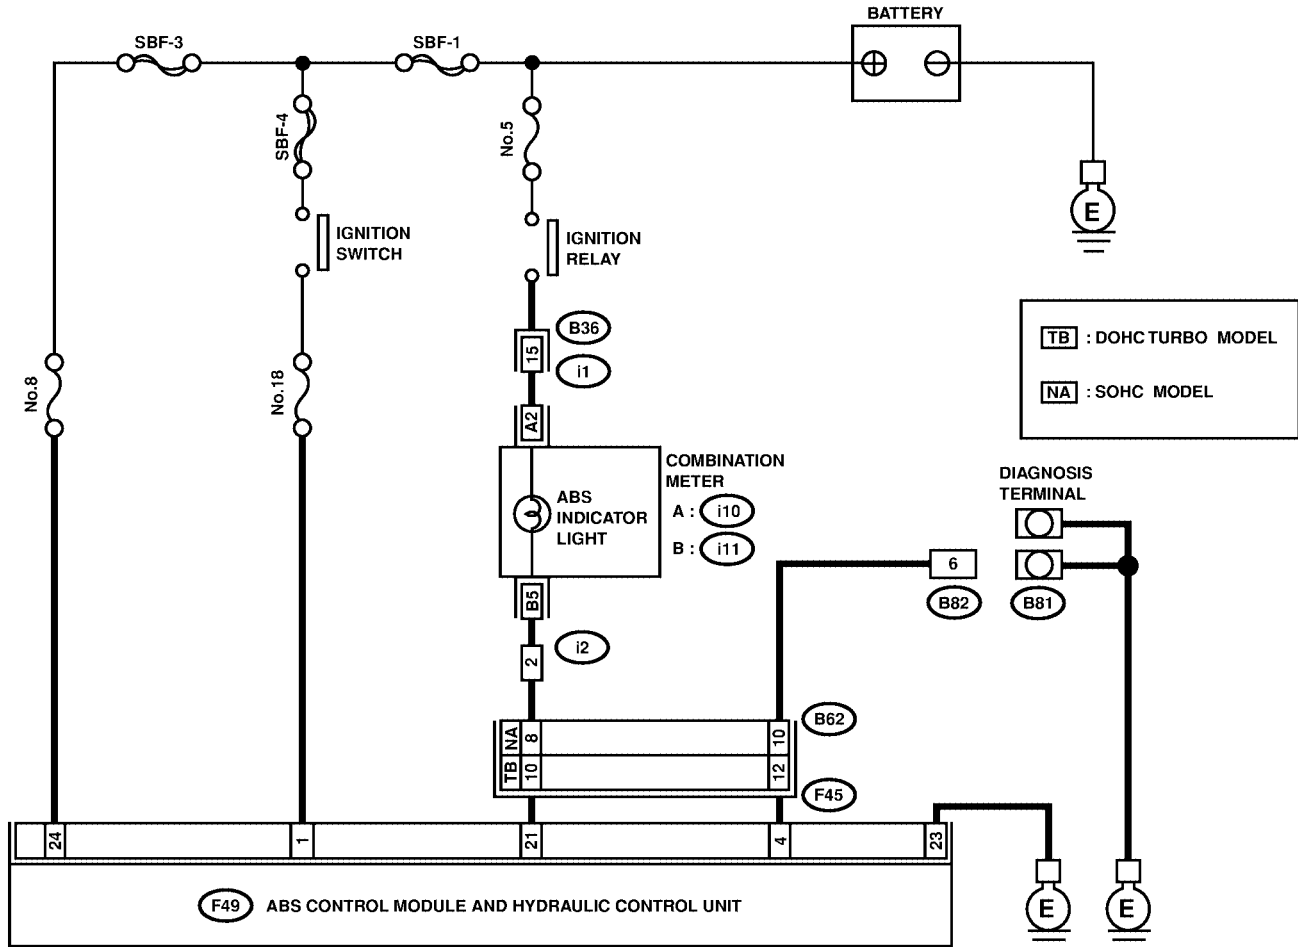 BATTERY
SBF-3
SBF-1
SBF-4
No.5
IGNITION
SWITCH
IGNITION
RELAY
E
B36
15
i1
TB : DOHC TURBO MODEL
NA : SOHC MODEL
No.8
No.18
A2
COMBINATION
METER
A : i10
B : i11
ABS
INDICATOR
LIGHT
DIAGNOSIS
TERMINAL
6
B82
B81
B5
i2
2
NA 8 10
B62
TB 10 12
F45
24 1 21 4 23
F49 ABS CONTROL MODULE AND HYDRAULIC CONTROL UNIT
E
E